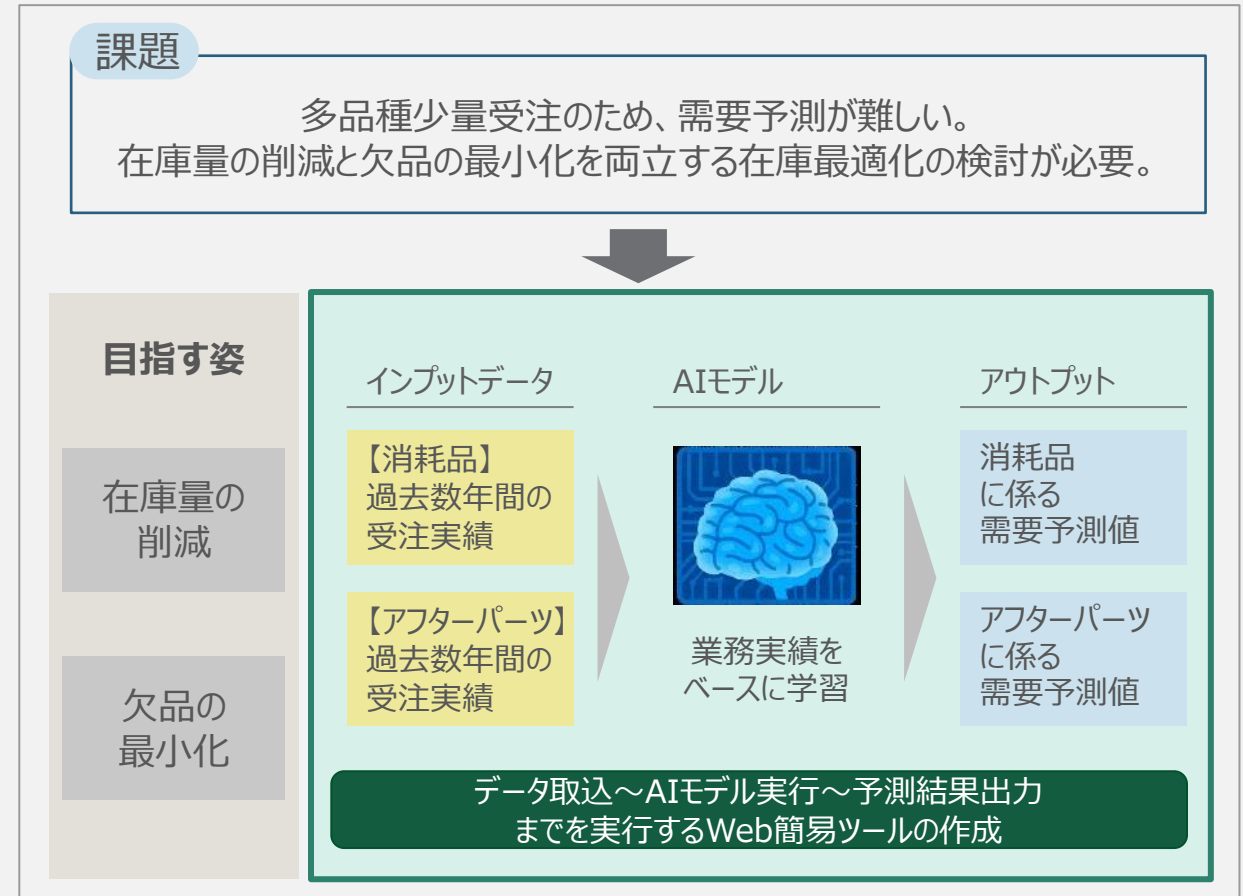 課題
多品種少量受注のため、需要予測が難しい。
在庫量の削減と欠品の最小化を両立する在庫最適化の検討が必要。
目指す姿
在庫量の
削減
欠品の
最小化
インプットデータ
【消耗品】
過去数年間の
受注実績
【アフターパーツ】
過去数年間の
受注実績
AIモデル
業務実績を
ベースに学習
アウトプット
消耗品
に係る
需要予測値
アフターパーツ
に係る
需要予測値
データ取込～AIモデル実行～予測結果出力
までを実行するWeb簡易ツールの作成